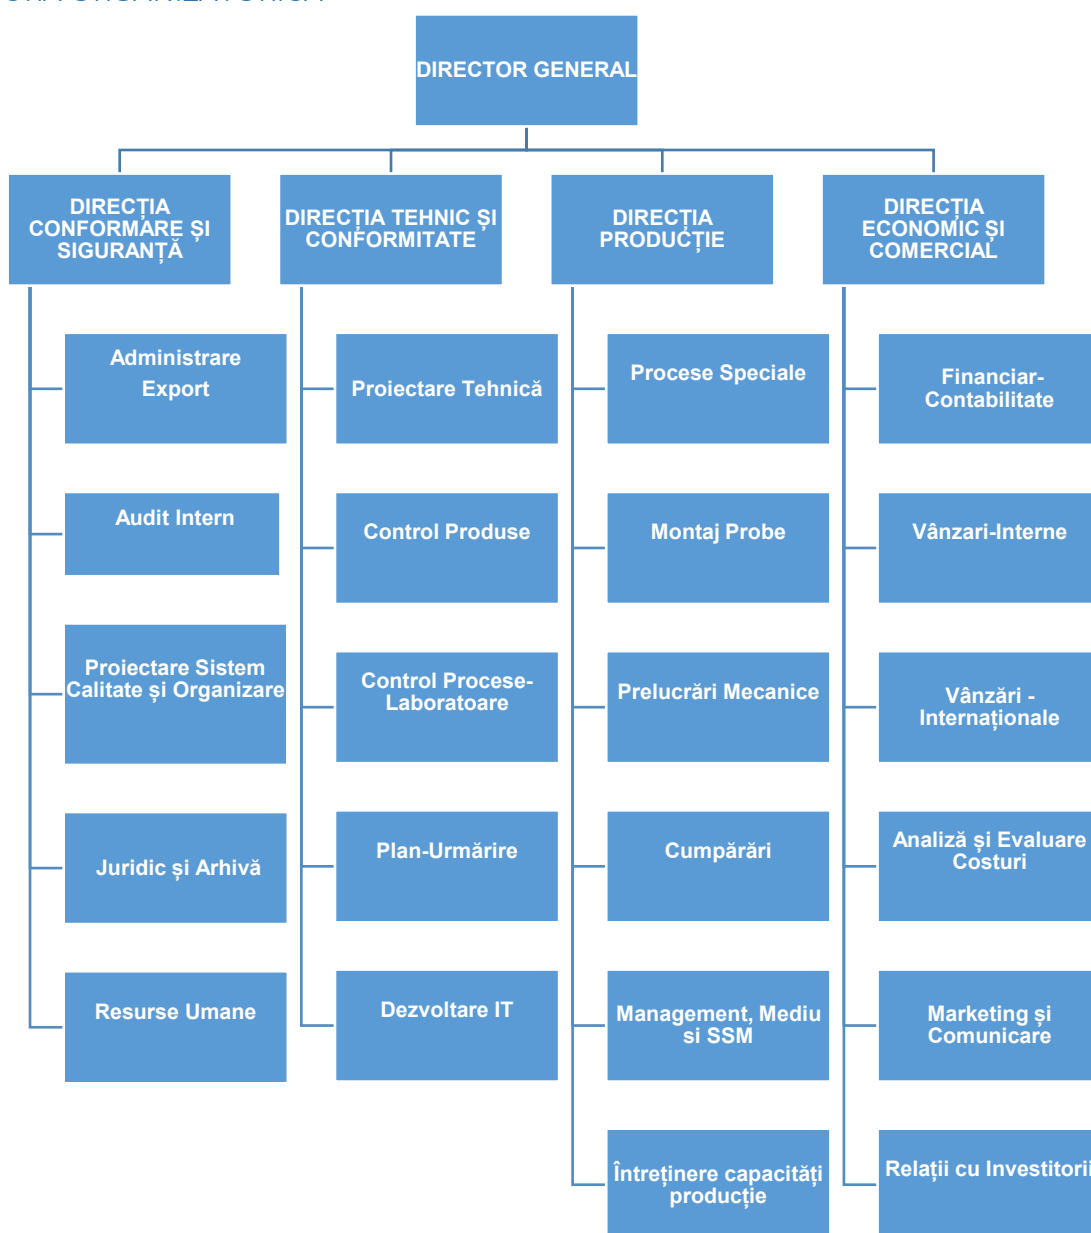 DIRECTOR GENERAL
DIRECȚIA
CONFORMARE ȘI
SIGURANȚĂ
DIRECȚIA TEHNIC ȘI
CONFORMITATE
DIRECȚIA
PRODUCȚIE
DIRECȚIA
ECONOMIC ȘI
COMERCIAL
Administrare
Export
Proiectare Tehnică
Procese Speciale
Financiar-
Contabilitate
Audit Intern
Control Produse
Montaj Probe
Vânzari-Interne
Proiectare Sistem
Calitate și Organizare
Control Procese-
Laboratoare
Prelucrări Mecanice
Vânzări -
Internaționale
Juridic și Arhivă
Plan-Urmărire
Cumpărări
Analiză și Evaluare
Costuri
Resurse Umane
Dezvoltare IT
Management, Mediu
si SSM
Marketing și
Comunicare
Întreținere capacități
producție
Relații cu Investitorii